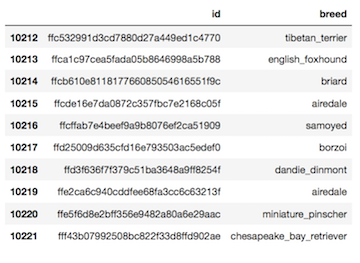 id breed
10212 ffc532991d3cd7880d27a449ed1c4770 tibetan_terrier
10213 ffca1c97cea5fada05b8646998a5b788 english_foxhound
10214 ffcb610e811817766085054616551f9c briard
10215 ffcde16e7da0872c357fbc7e2168c05f airedale
10216 ffcffab7e4beef9a9b8076ef2ca51909 samoyed
10217 ffd25009d635cfd16e793503ac5edef0 borzoi
10218 ffd3f636f7f379c51ba3648a9ff8254f dandie_dinmont
10219 ffe2ca6c940cddfee68fa3cc6c63213f airedale
10220 ffe5f6d8e2bff356e9482a80a6e29aac miniature_pinscher
10221 fff43b07992508bc822f33d8ffd902ae chesapeake_bay_retriever